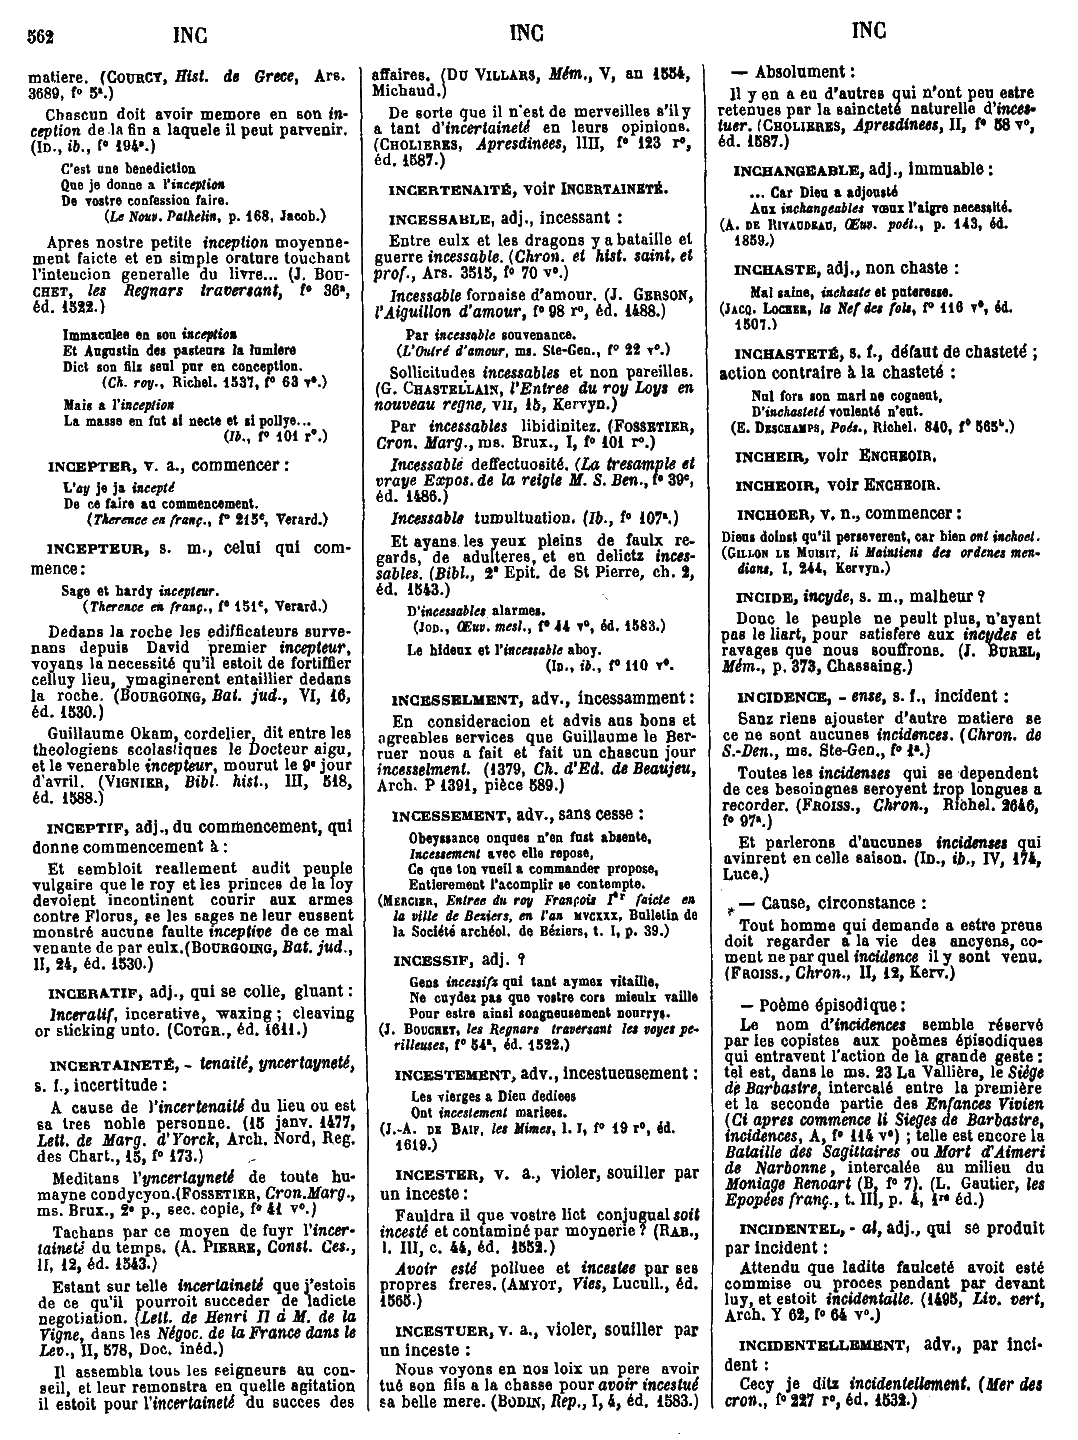 562 INC INC INC
matiere. (COURCY, Hist. de Grece, Ars.
3689, f° 5ª.)
Chascun doit avoir memore en son in-
ception de la fin a laquele il peut parvenir.
(ID., ib., f° 194ª.)
C'est une benediction
Que je donne a l'inception
De vostre confession faire.
(Le Nouv. Pathelin, p. 168, Jacob.)
Apres nostre petite inception moyenne-
ment faicte et en simple orature touchant
l'intencion generalle du livre... (J. BOU-
CHET, les Regnars traversant, f° 36ª,
éd. 1522.)
Immaculee en son inception
Et Augustin des pasteurs la lumiere
Dict son fils seul pur en conception.
(Ch. roy., Richel. 1537, f° 63 v°.)
Mais a l'inception
La masse en fut si necte et si pollye...
(Ib., f° 101 r°.)
INCEPTER, v. a., commencer :
L'ay je ja incepté
De ce faire au commencement.
(Therence en franç., f° 215ᶜ, Verard.)
INCEPTEUR, s. m., celui qui com-
mence :
Sage et hardy incepteur.
(Therence en franç., f° 151ᶜ, Verard.)
Dedans la roche les edifficateurs surve-
nans depuis David premier incepteur,
voyans la necessité qu'il estoit de fortiffier
celluy lieu, ymaginerent entaillier dedans
la roche. (BOURGOING, Bat. jud., VI, 16,
éd. 1530.)
Guillaume Okam, cordelier, dit entre les
theologiens scolastiques le Docteur aigu,
et le venerable incepteur, mourut le 9ᵉ jour
d'avril. (VIGNIER, Bibl. hist., III, 518,
éd. 1588.)
INCEPTIF, adj., du commencement, qui
donne commencement à :
Et sembloit reallement audit peuple
vulgaire que le roy et les princes de la loy
devoient incontinent courir aux armes
contre Florus, se les sages ne leur eussent
monstré aucune faulte inceptive de ce mal
venante de par eulx. (BOURGOING, Bat. jud.,
II, 24, éd. 1530.)
INCERATIF, adj., qui se colle, gluant :
Inceratif, incerative, waxing ; cleaving
or sticking unto. (COTGR., éd. 1611.)
INCERTAINETÉ, - tenaité, yncertayneté,
s. f., incertitude :
A cause de l'incertenaité du lieu ou est
sa tres noble personne. (15 janv. 1477,
Lett. de Marg. d'Yorck, Arch. Nord, Reg.
des Chart., 15, f° 173.)
Meditans l'yncertayneté de toute hu-
mayne condycyon. (FOSSETIER, Cron. Marg.,
ms. Brux., 2ᵉ p., sec. copie, f° 41 v°.)
Tachans par ce moyen de fuyr l'incer-
taineté du temps. (A. PIERRE, Const. Ces.,
II, 12, éd. 1543.)
Estant sur telle incertaineté que j'estois
de ce qu'il pourroit succeder de ladicte
negotiation. (Lett. de Henri II à M. de la
Vigne, dans les Négoc. de la France dans le
Lev., II, 578, Doc. inéd.)
Il assembla tous les seigneurs au con-
seil, et leur remonstra en quelle agitation
il estoit pour l'incertaineté du succes des
affaires. (DU VILLARS, Mém., V, an 1554,
Michaud.)
De sorte que il n'est de merveilles s'il y
a tant d'incertaineté en leurs opinions.
(CHOLIERES, Apresdinees, IIII, f° 123 r°,
éd. 1587.)
INCERTENAITÉ, voir INCERTAINETÉ.
INCESSABLE, adj., incessant :
Entre eulx et les dragons y a bataille et
guerre incessable. (Chron. et hist. saint. et
prof., Ars. 3515, f° 70 v°.)
Incessable fornaise d'amour. (J. GERSON,
l'Aiguillon d'amour, f° 98 r°, éd. 1488.)
Par incessable souvenance.
(L'Outré d'amour, ms. Ste-Gen., f° 22 v°.)
Sollicitudes incessables et non pareilles.
(G. CHASTELLAIN, l'Entree du roy Loys en
nouveau regne, VII, 15, Kervyn.)
Par incessables libidinitez. (FOSSETIER,
Cron. Marg., ms. Brux., I, f° 101 r°.)
Incessable deffectuosité. (La tresample et
vraye Expos. de la reigle M. S. Ben., f° 39ᶜ,
éd. 1486.)
Incessable tumultuation. (Ib., f° 107ª.)
Et ayans les yeux pleins de faulx re-
gards, de adulteres, et en delictz inces-
sables. (Bibl., 2ᵉ Epit. de St Pierre, ch. 2,
éd. 1543.)
D'incessables alarmes.
(JOD., Œuv. mesl., f° 44 v°, éd. 1583.)
Le hideux et l'incessable aboy.
(ID., ib., f° 110 v°.
INCESSELMENT, adv., incessamment :
En consideracion et advis aus bons et
agreables services que Guillaume le Ber-
ruer nous a fait et fait un chascun jour
incesselment. (1379, Ch. d'Ed. de Beaujeu,
Arch. P 1391, pièce 589.)
INCESSEMENT, adv., sans cesse :
Obeyssance onques n'en fust absente,
Incessement avec elle repose,
Ce que ton vueil a commander propose,
Entierement l'acomplir se contempte.
(MERCIER, Entree du roy François Iᵉʳ faicte en
la ville de Beziers, en l'an MVCXXX, Bulletin de
la Société archéol. de Béziers, t. I, p. 39.)
INCESSIF, adj. ?
Gens incessifs qui tant aymez vitaille,
Ne cuydez pas que vostre cors mieulx vaille
Pour estre ainsi songneusement nourrys.
(J. BOUCHET, les Regnars traversant les voyes pe-
rilleuses, f° 54ª, éd. 1522.)
INCESTEMENT, adv., incestueusement :
Les vierges a Dieu dediees
Ont incestement mariees.
(J.-A. DE BAIF, les Mimes, l. I, f° 19 r°, éd.
1619.)
INCESTER, v. a., violer, souiller par
un inceste :
Fauldra il que vostre lict conjugual soit
incesté et contaminé par moynerie ? (RAB.,
l. III, c. 44, éd. 1552.)
Avoir esté polluee et incestee par ses
propres freres. (AMYOT, Vies, Lucull., éd.
1565.)
INCESTUER, v. a., violer, souiller par
un inceste :
Nous voyons en nos loix un pere avoir
tué son fils a la chasse pour avoir incestué
sa belle mere. (BODIN, Rep., I, 4, éd. 1583.)
— Absolument :
Il y en a eu d'autres qui n'ont peu estre
retenues par la saincteté naturelle d'inces-
tuer. (CHOLIERES, Apresdinees, II, f° 58 v°,
éd. 1587.)
INCHANGEABLE, adj., immuable :
... Car Dieu a adjousté
Aux inchangeables vœux l'aigre necessité.
(A. DE RIVAUDEAU, Œuv. poét., p. 143, éd.
1859.)
INCHASTE, adj., non chaste :
Mal saine, inchaste et puteresse.
(JACQ. LOCHER, la Nef des fols, f° 116 v°, éd.
1507.)
INCHASTETÉ, s. f., défaut de chasteté ;
action contraire à la chasteté :
Nul fors son mari ne cognent,
D'inchasteté voulenté n'eut.
(E. DESCHAMPS, Poés., Richel. 840, f° 565ᵇ.)
INCHEIR, voir ENCHEOIR.
INCHEOIR, voir ENCHEOIR.
INCHOER, v. n., commencer :
Dieus doinst qu'il perseverent, car bien ont inchoet.
(GILLON LE MUISIT, li Maintiens des ordenes men-
dians, I, 244, Kervyn.)
INCIDE, incyde, s. m., malheur ?
Donc le peuple ne peult plus, n'ayant
pas le liart, pour satisfere aux incydes et
ravages que nous souffrons. (J. BUREL,
Mém., p. 373, Chassaing.)
INCIDENCE, - ense, s. f., incident :
Sanz riens ajouster d'autre matiere se
ce ne sont aucunes incidences. (Chron. de
S.-Den., ms. Ste-Gen., f° 1ª.)
Toutes les incidenses qui se dependent
de ces besoingnes seroyent trop longues a
recorder. (FROISS., Chron., Richel. 2646,
f° 97ª.)
Et parlerons d'aucunes incidenses qui
avinrent en celle saison. (ID., ib., IV, 174,
Luce.)
— Cause, circonstance :
Tout homme qui demande a estre preus
doit regarder a la vie des ancyens, co-
ment ne par quel incidence il y sont venu.
(FROISS., Chron., II, 12, Kerv.)
— Poème épisodique :
Le nom d'incidences semble réservé
par les copistes aux poèmes épisodiques
qui entravent l'action de la grande geste :
tel est, dans le ms. 23 La Vallière, le Siége
de Barbastre, intercalé entre la première
et la seconde partie des Enfances Vivien
(Ci apres commence li Sieges de Barbastre,
incidences, A, f° 114 v°) ; telle est encore la
Bataille des Sagittaires ou Mort d'Aimeri
de Narbonne, intercalée au milieu du
Moniage Renoart (B, f° 7). (L. Gautier, les
Epopées franç., t. III, p. 4, 1ʳᵉ éd.)
INCIDENTEL, - al, adj., qui se produit
par incident :
Attendu que ladite faulceté avoit esté
commise ou proces pendant par devant
luy, et estoit incidentalle. (1495, Liv. vert,
Arch. Y 62, f° 64 v°.)
INCIDENTELLEMENT, adv., par inci-
dent :
Cecy je ditz incidentellement. (Mer des
cron., f° 227 r°, éd. 1532.)